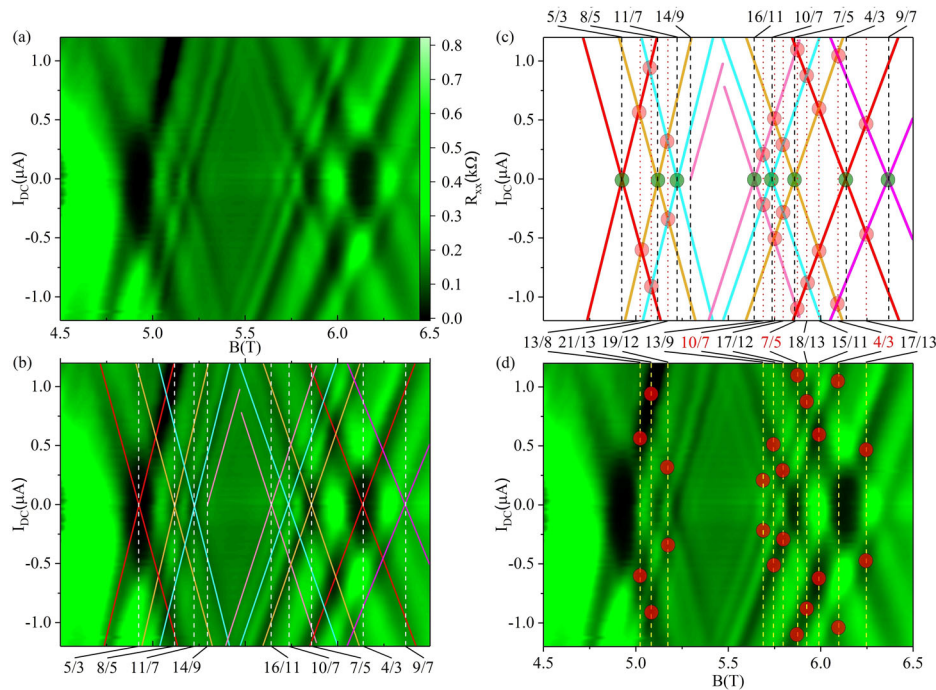 5/3 8/5 11/7 14/9 16/11 10/7 7/5 4/3 9/7
(a)
1.0
0.5
0.0
-0.5
-1.0
I_DC(μA)
4.5 5.0 5.5 6.0 6.5
B(T)
0.8
0.7
0.6
0.5
0.4
0.3
0.2
0.1
0.0
R_xx(kΩ)
(c)
1.0
0.5
0.0
-0.5
-1.0
I_DC(μA)
13/8 21/13 19/12 13/9 10/7 17/12 7/5 18/13 15/11 4/3 17/13
(b)
1.0
0.5
0.0
-0.5
-1.0
I_DC(μA)
5/3 8/5 11/7 14/9 16/11 10/7 7/5 4/3 9/7
(d)
1.0
0.5
0.0
-0.5
-1.0
I_DC(μA)
4.5 5.0 5.5 6.0 6.5
B(T)